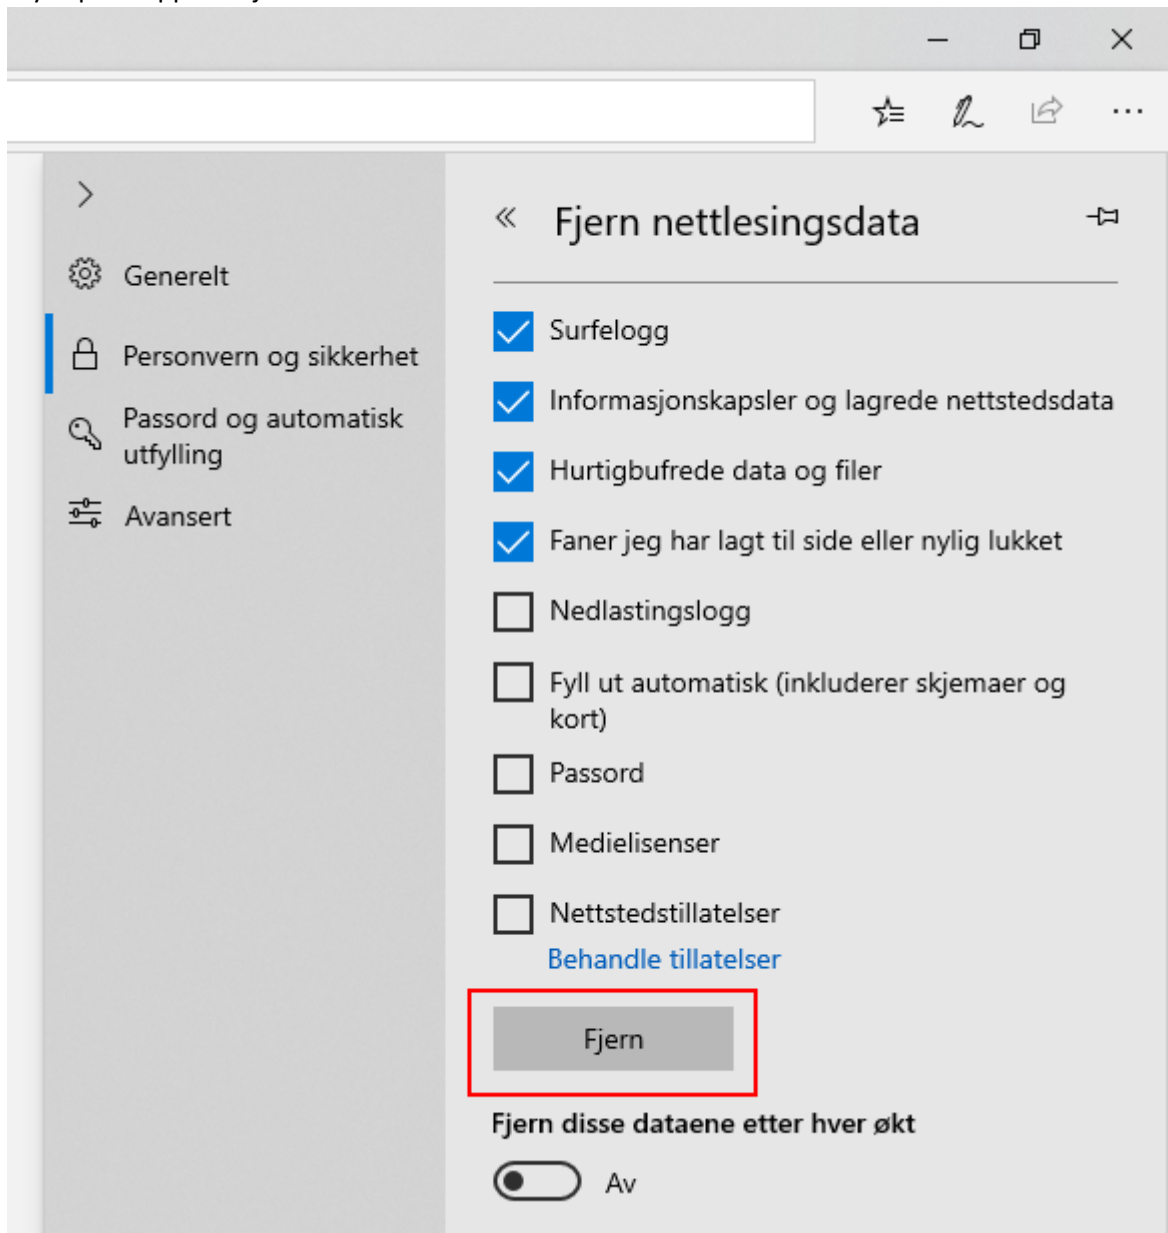 Generelt
Personvern og sikkerhet
Passord og automatisk
utfylling
Avansert
Fjern nettlesingsdata
Surfelogg
Informasjonskapsler og lagrede nettstedsdata
Hurtigbufrede data og filer
Faner jeg har lagt til side eller nylig lukket
Nedlastingslogg
Fyll ut automatisk (inkluderer skjemaer og
kort)
Passord
Medielisenser
Nettstedstillatelser
Behandle tillatelser
Fjern
Fjern disse dataene etter hver økt
Av